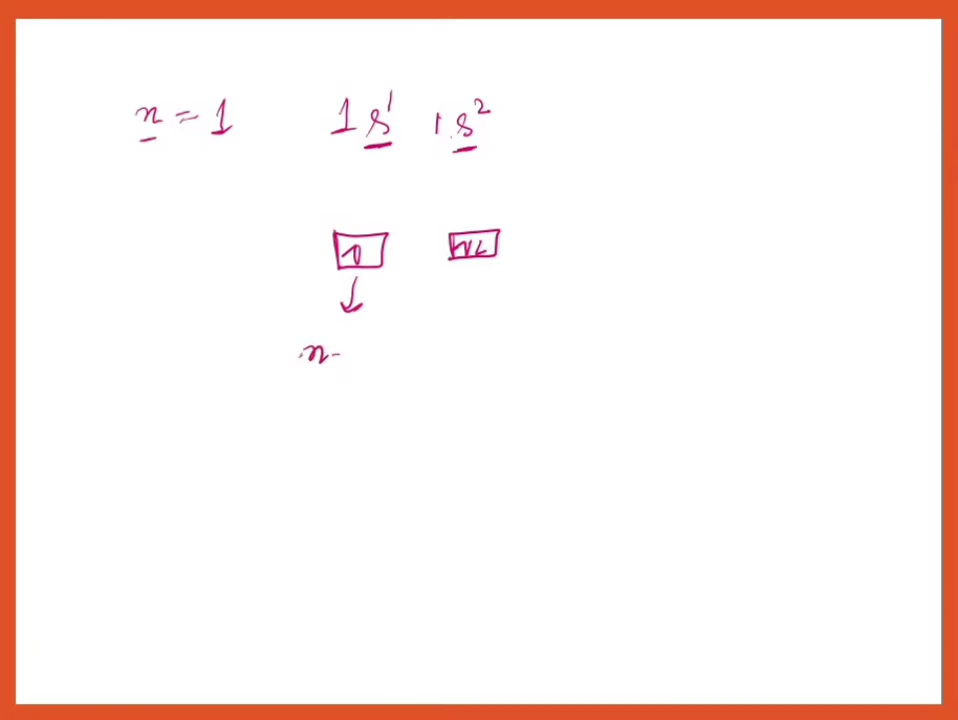 n = 1 1s¹ 1s²
↿ ↿⇂
↓
n-